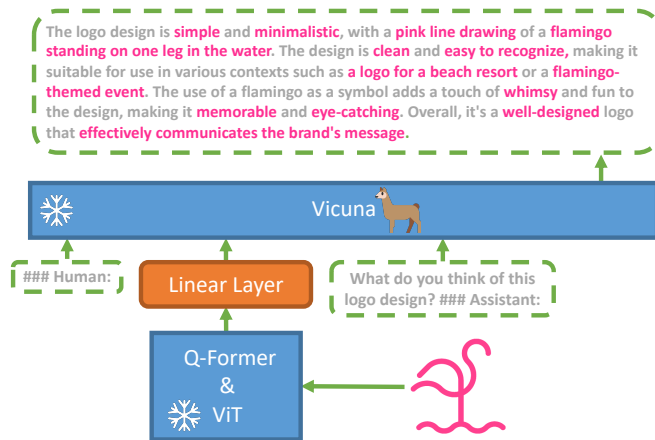 The logo design is simple and minimalistic, with a pink line drawing of a flamingo
standing on one leg in the water. The design is clean and easy to recognize, making it
suitable for use in various contexts such as a logo for a beach resort or a flamingo-
themed event. The use of a flamingo as a symbol adds a touch of whimsy and fun to
the design, making it memorable and eye-catching. Overall, it's a well-designed logo
that effectively communicates the brand's message.
Vicuna
### Human:
Linear Layer
What do you think of this
logo design? ### Assistant:
Q-Former
&
ViT